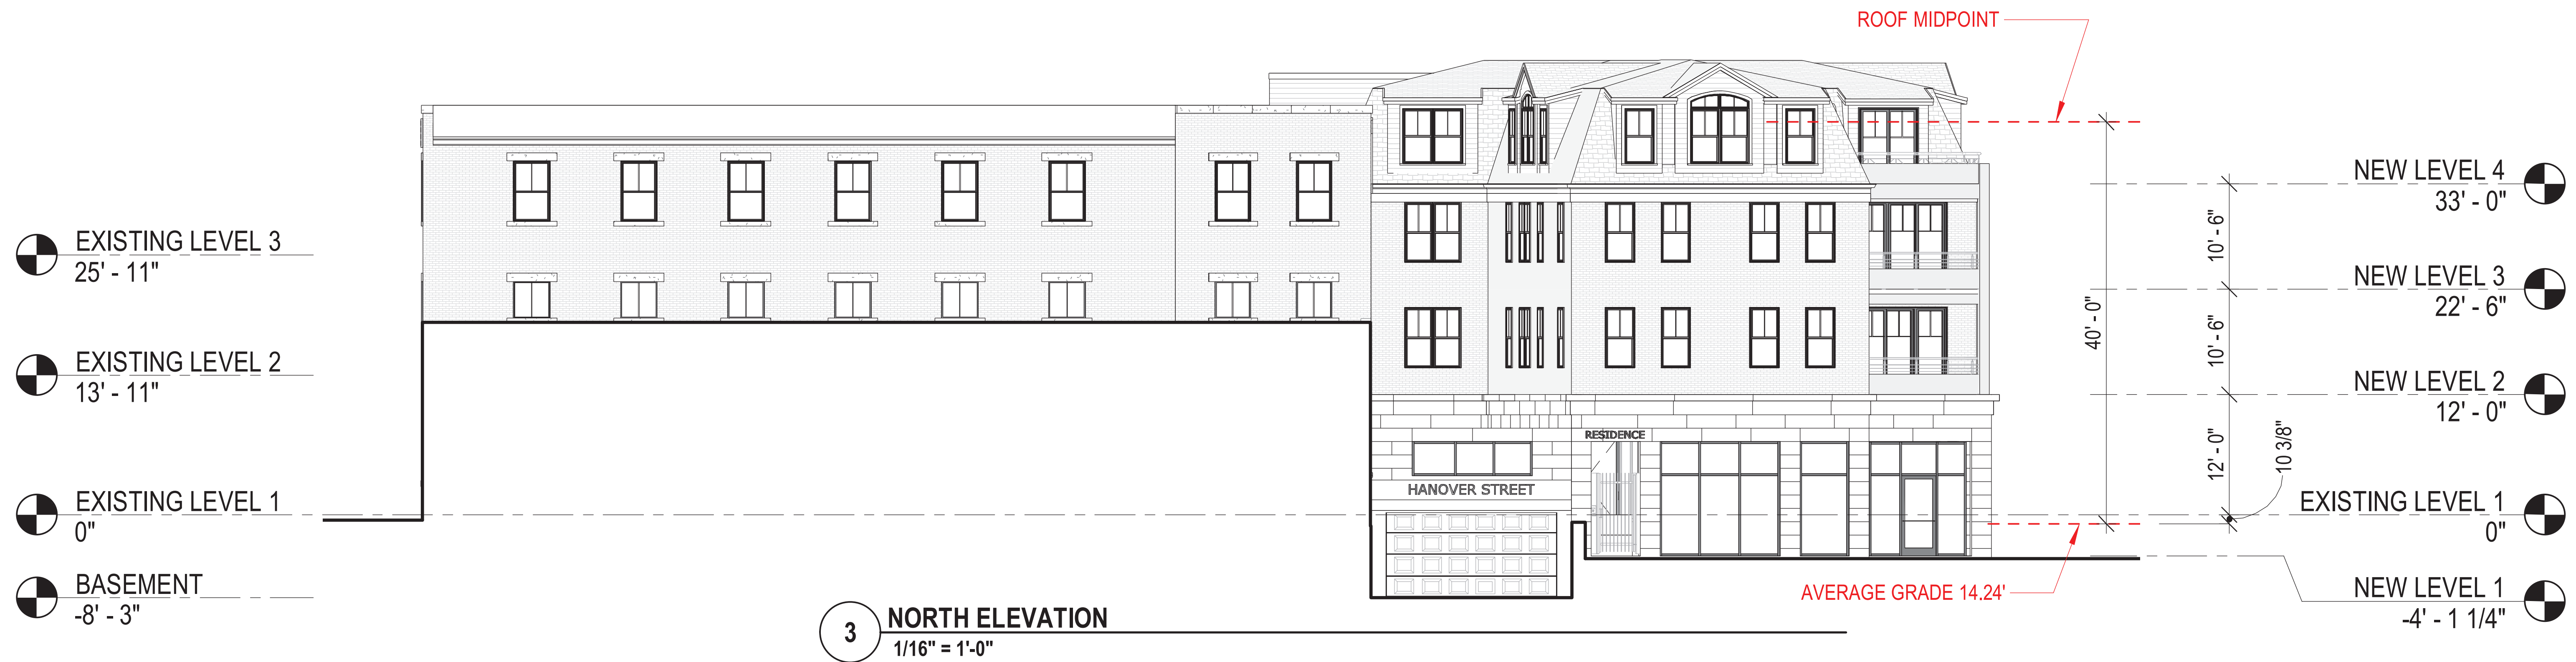 ROOF MIDPOINT
EXISTING LEVEL 3
25' - 11"
EXISTING LEVEL 2
13' - 11"
EXISTING LEVEL 1
0"
BASEMENT
-8' - 3"
RESIDENCE
HANOVER STREET
40' - 0"
10' - 6"
10' - 6"
12' - 0"
10 3/8"
NEW LEVEL 4
33' - 0"
NEW LEVEL 3
22' - 6"
NEW LEVEL 2
12' - 0"
EXISTING LEVEL 1
0"
NEW LEVEL 1
-4' - 1 1/4"
AVERAGE GRADE 14.24'
3
NORTH ELEVATION
1/16" = 1'-0"